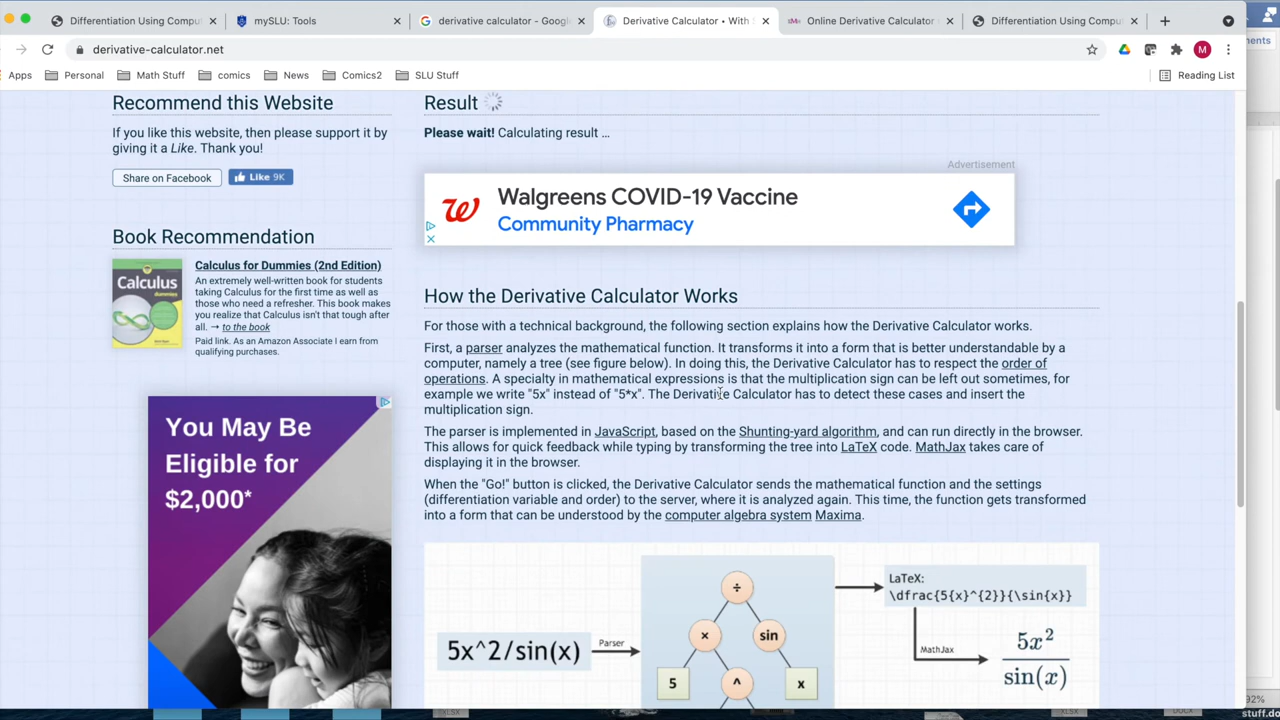 Differentiation Using Compu
mySLU: Tools
derivative calculator - Goog
Derivative Calculator • With
Online Derivative Calculator
Differentiation Using Compu
derivative-calculator.net
M
Apps
Personal
Math Stuff
comics
News
Comics2
SLU Stuff
Reading List
Recommend this Website
If you like this website, then please support it by
giving it a Like. Thank you!
Share on Facebook
Like 9K
Book Recommendation
Calculus
dummies
Calculus for Dummies (2nd Edition)
An extremely well-written book for students
taking Calculus for the first time as well as
those who need a refresher. This book makes
you realize that Calculus isn't that tough after
all. → to the book
Paid link. As an Amazon Associate I earn from
qualifying purchases.
You May Be
Eligible for
$2,000*
Result
Please wait! Calculating result ...
Advertisement
Walgreens COVID-19 Vaccine
Community Pharmacy
How the Derivative Calculator Works
For those with a technical background, the following section explains how the Derivative Calculator works.
First, a parser analyzes the mathematical function. It transforms it into a form that is better understandable by a
computer, namely a tree (see figure below). In doing this, the Derivative Calculator has to respect the order of
operations. A specialty in mathematical expressions is that the multiplication sign can be left out sometimes, for
example we write "5x" instead of "5*x". The Derivative Calculator has to detect these cases and insert the
multiplication sign.
The parser is implemented in JavaScript, based on the Shunting-yard algorithm, and can run directly in the browser.
This allows for quick feedback while typing by transforming the tree into LaTeX code. MathJax takes care of
displaying it in the browser.
When the "Go!" button is clicked, the Derivative Calculator sends the mathematical function and the settings
(differentiation variable and order) to the server, where it is analyzed again. This time, the function gets transformed
into a form that can be understood by the computer algebra system Maxima.
5x^2/sin(x)
Parser
÷
×
sin
5
^
x
LaTeX:
\dfrac{5{x}^{2}}{\sin{x}}
MathJax
5x²
sin(x)
ments
92%
stuff.do